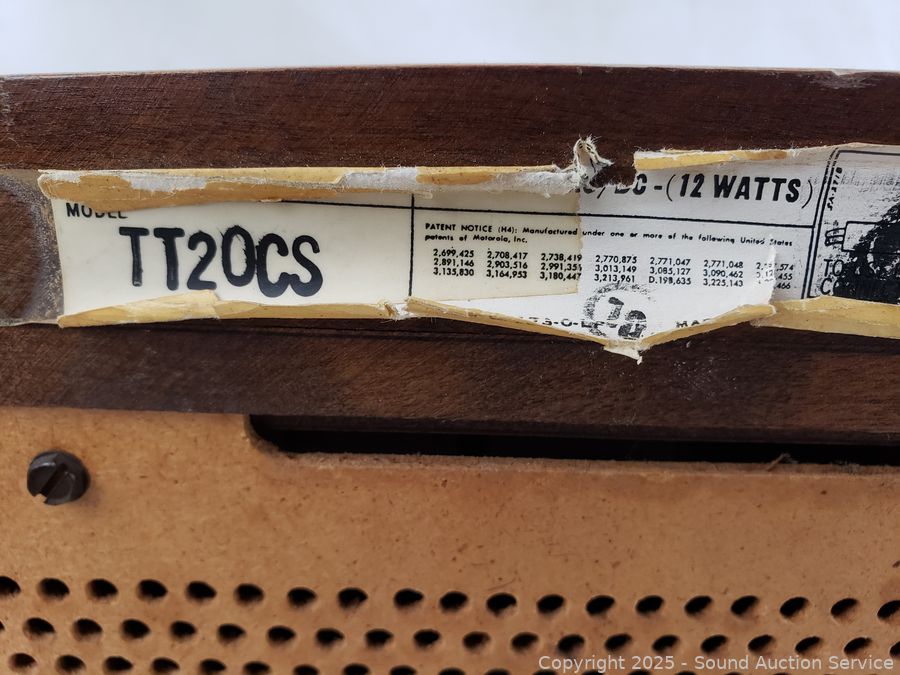 DC - (12 WATTS)
MODEL
TT20CS
PATENT NOTICE (H4): Manufactured under one or more of the following United States
patents of Motorola, Inc.
2,699,425 2,708,417 2,738,419 2,770,875 2,771,047 2,771,048
2,891,146 2,903,516 2,991,355 3,013,149 3,085,127 3,090,462
3,135,830 3,164,953 3,180,447 3,213,961 D.198,635 3,225,143
Copyright © 2025 - Sound Auction Service